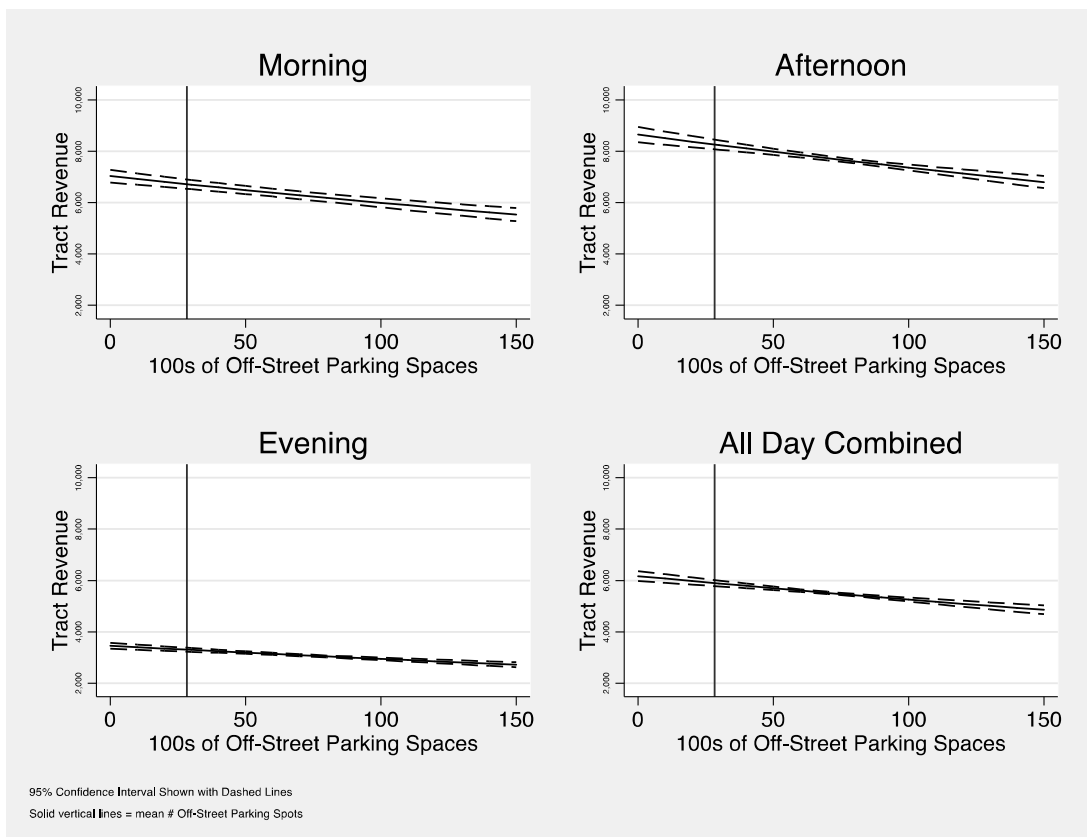 Morning
Tract Revenue
10,000
8,000
6,000
4,000
2,000
0 50 100 150
100s of Off-Street Parking Spaces
Afternoon
Tract Revenue
10,000
8,000
6,000
4,000
2,000
0 50 100 150
100s of Off-Street Parking Spaces
Evening
Tract Revenue
10,000
8,000
6,000
4,000
2,000
0 50 100 150
100s of Off-Street Parking Spaces
All Day Combined
Tract Revenue
10,000
8,000
6,000
4,000
2,000
0 50 100 150
100s of Off-Street Parking Spaces
95% Confidence Interval Shown with Dashed Lines
Solid vertical lines = mean # Off-Street Parking Spots